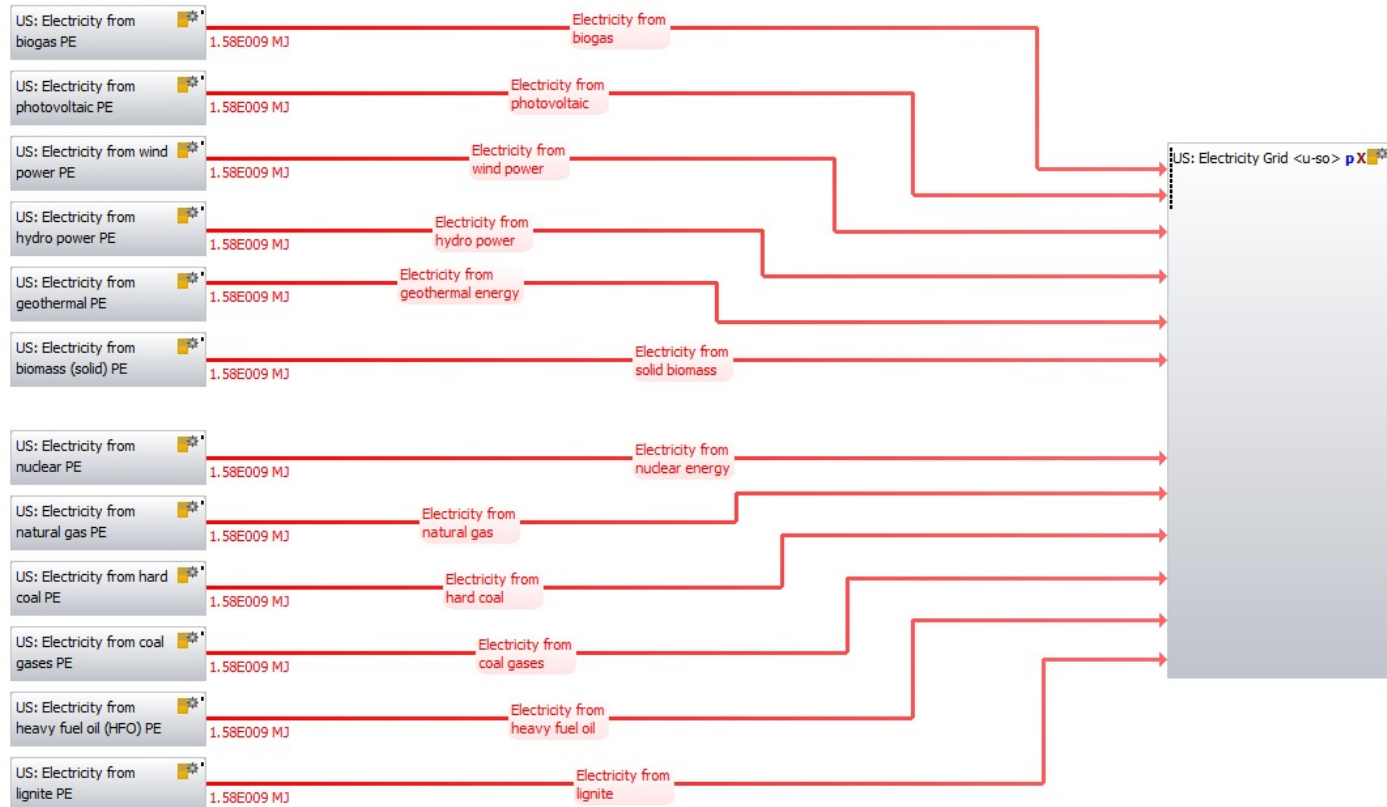 US: Electricity from
biogas PE
1.58E009 MJ
Electricity from
biogas
US: Electricity from
photovoltaic PE
1.58E009 MJ
Electricity from
photovoltaic
US: Electricity from wind
power PE
1.58E009 MJ
Electricity from
wind power
US: Electricity Grid <u-so> p X
US: Electricity from
hydro power PE
1.58E009 MJ
Electricity from
hydro power
US: Electricity from
geothermal PE
1.58E009 MJ
Electricity from
geothermal energy
US: Electricity from
biomass (solid) PE
1.58E009 MJ
Electricity from
solid biomass
US: Electricity from
nuclear PE
1.58E009 MJ
Electricity from
nuclear energy
US: Electricity from
natural gas PE
1.58E009 MJ
Electricity from
natural gas
US: Electricity from hard
coal PE
1.58E009 MJ
Electricity from
hard coal
US: Electricity from coal
gases PE
1.58E009 MJ
Electricity from
coal gases
US: Electricity from
heavy fuel oil (HFO) PE
1.58E009 MJ
Electricity from
heavy fuel oil
US: Electricity from
lignite PE
1.58E009 MJ
Electricity from
lignite